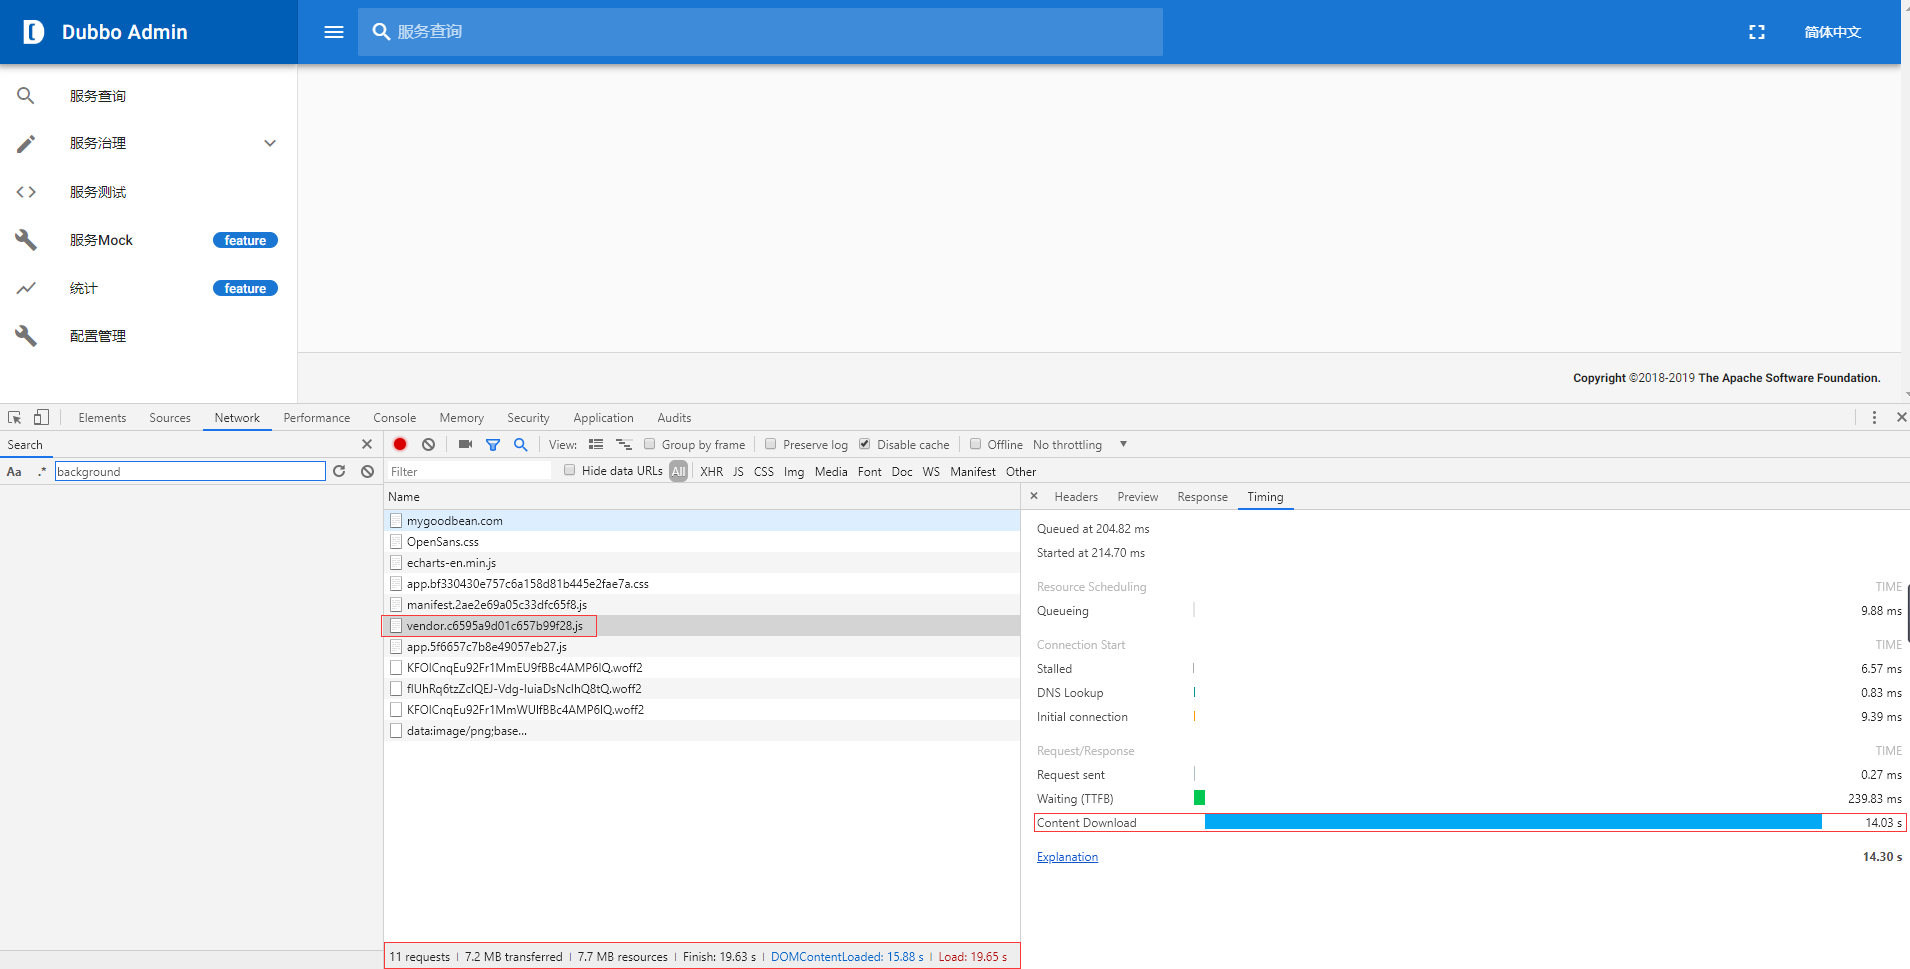 Dubbo Admin
服务查询
简体中文
服务查询
服务治理
服务测试
服务Mock feature
统计 feature
配置管理
Copyright ©2018-2019 The Apache Software Foundation.
Elements Sources Network Performance Console Memory Security Application Audits
Search
View: Group by frame Preserve log Disable cache Offline No throttling
Aa .* background
Filter Hide data URLs All XHR JS CSS Img Media Font Doc WS Manifest Other
Name
Headers Preview Response Timing
mygoodbean.com
OpenSans.css
echarts-en.min.js
app.bf330430e757c6a158d81b445e2fae7a.css
manifest.2ae2e69a05c33dfc65f8.js
vendor.c6595a9d01c657b99f28.js
app.5f6657c7b8e49057eb27.js
KFOlCnqEu92Fr1MmEU9fBBc4AMP6lQ.woff2
flUhRq6tzZclQEJ-Vdg-IuiaDsNcIhQ8tQ.woff2
KFOlCnqEu92Fr1MmWUlfBBc4AMP6lQ.woff2
data:image/png;base...
Queued at 204.82 ms
Started at 214.70 ms
Resource Scheduling TIME
Queueing 9.88 ms
Connection Start TIME
Stalled 6.57 ms
DNS Lookup 0.83 ms
Initial connection 9.39 ms
Request/Response TIME
Request sent 0.27 ms
Waiting (TTFB) 239.83 ms
Content Download 14.03 s
Explanation 14.30 s
11 requests | 7.2 MB transferred | 7.7 MB resources | Finish: 19.63 s | DOMContentLoaded: 15.88 s | Load: 19.65 s